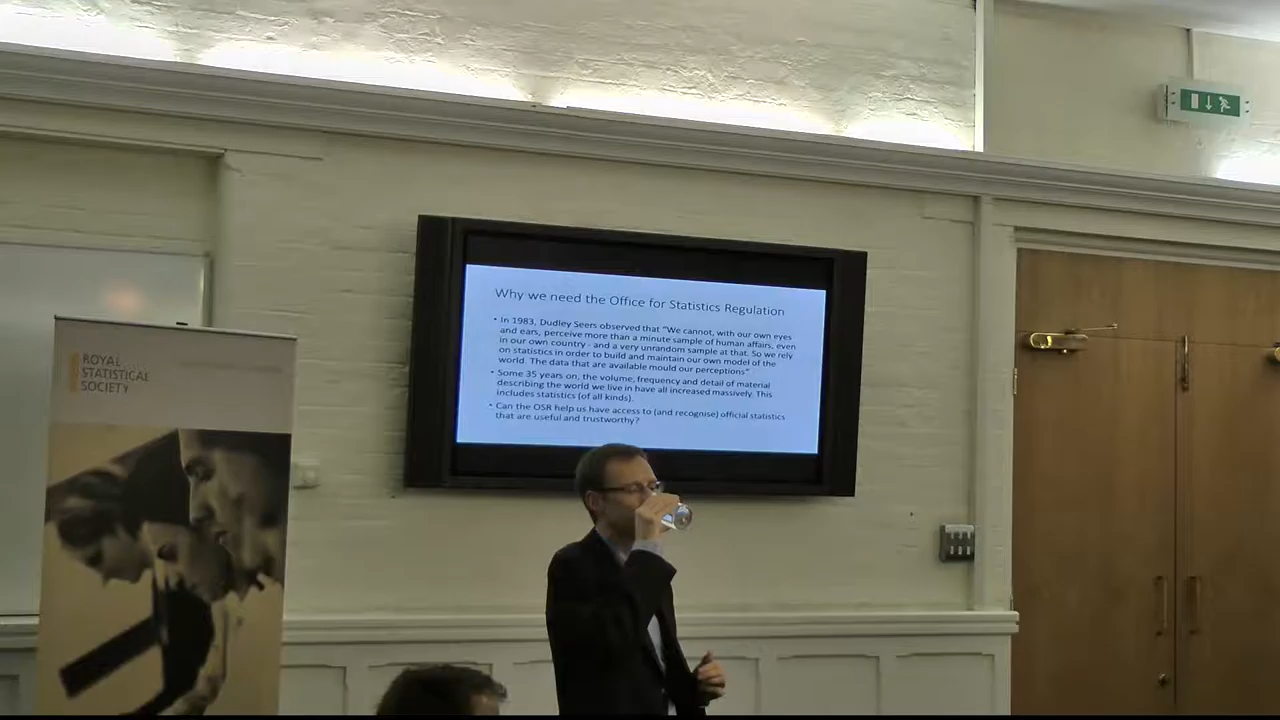 Why we need the Office for Statistics Regulation
• In 1983, Dudley Seers observed that "We cannot, with our own eyes
and ears, perceive more than a minute sample of human affairs, even
in our own country - and a very unrandom sample at that. So we rely
on statistics in order to build and maintain our own model of the
world. The data that are available mould our perceptions"
• Some 35 years on, the volume, frequency and detail of material
describing the world we live in have all increased massively. This
includes statistics (of all kinds).
• Can the OSR help us have access to (and recognise) official statistics
that are useful and trustworthy?
ROYAL
STATISTICAL
SOCIETY